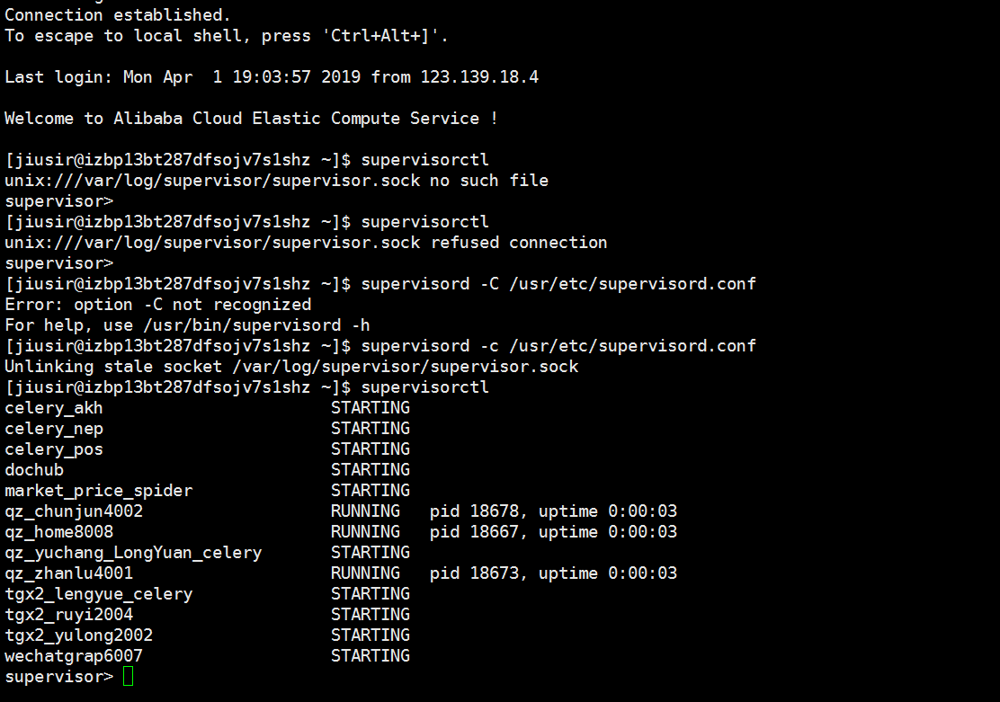 Connection established.
To escape to local shell, press 'Ctrl+Alt+]'.
Last login: Mon Apr  1 19:03:57 2019 from 123.139.18.4
Welcome to Alibaba Cloud Elastic Compute Service !
[jiusir@izbp13bt287dfsojv7s1shz ~]$ supervisorctl
unix:///var/log/supervisor/supervisor.sock no such file
supervisor>
[jiusir@izbp13bt287dfsojv7s1shz ~]$ supervisorctl
unix:///var/log/supervisor/supervisor.sock refused connection
supervisor>
[jiusir@izbp13bt287dfsojv7s1shz ~]$ supervisord -C /usr/etc/supervisord.conf
Error: option -C not recognized
For help, use /usr/bin/supervisord -h
[jiusir@izbp13bt287dfsojv7s1shz ~]$ supervisord -c /usr/etc/supervisord.conf
Unlinking stale socket /var/log/supervisor/supervisor.sock
[jiusir@izbp13bt287dfsojv7s1shz ~]$ supervisorctl
celery_akh                       STARTING
celery_nep                       STARTING
celery_pos                       STARTING
dochub                           STARTING
market_price_spider              STARTING
qz_chunjun4002                   RUNNING   pid 18678, uptime 0:00:03
qz_home8008                      RUNNING   pid 18667, uptime 0:00:03
qz_yuchang_LongYuan_celery       STARTING
qz_zhanlu4001                    RUNNING   pid 18673, uptime 0:00:03
tgx2_lengyue_celery              STARTING
tgx2_ruyi2004                    STARTING
tgx2_yulong2002                  STARTING
wechatgrap6007                   STARTING
supervisor>